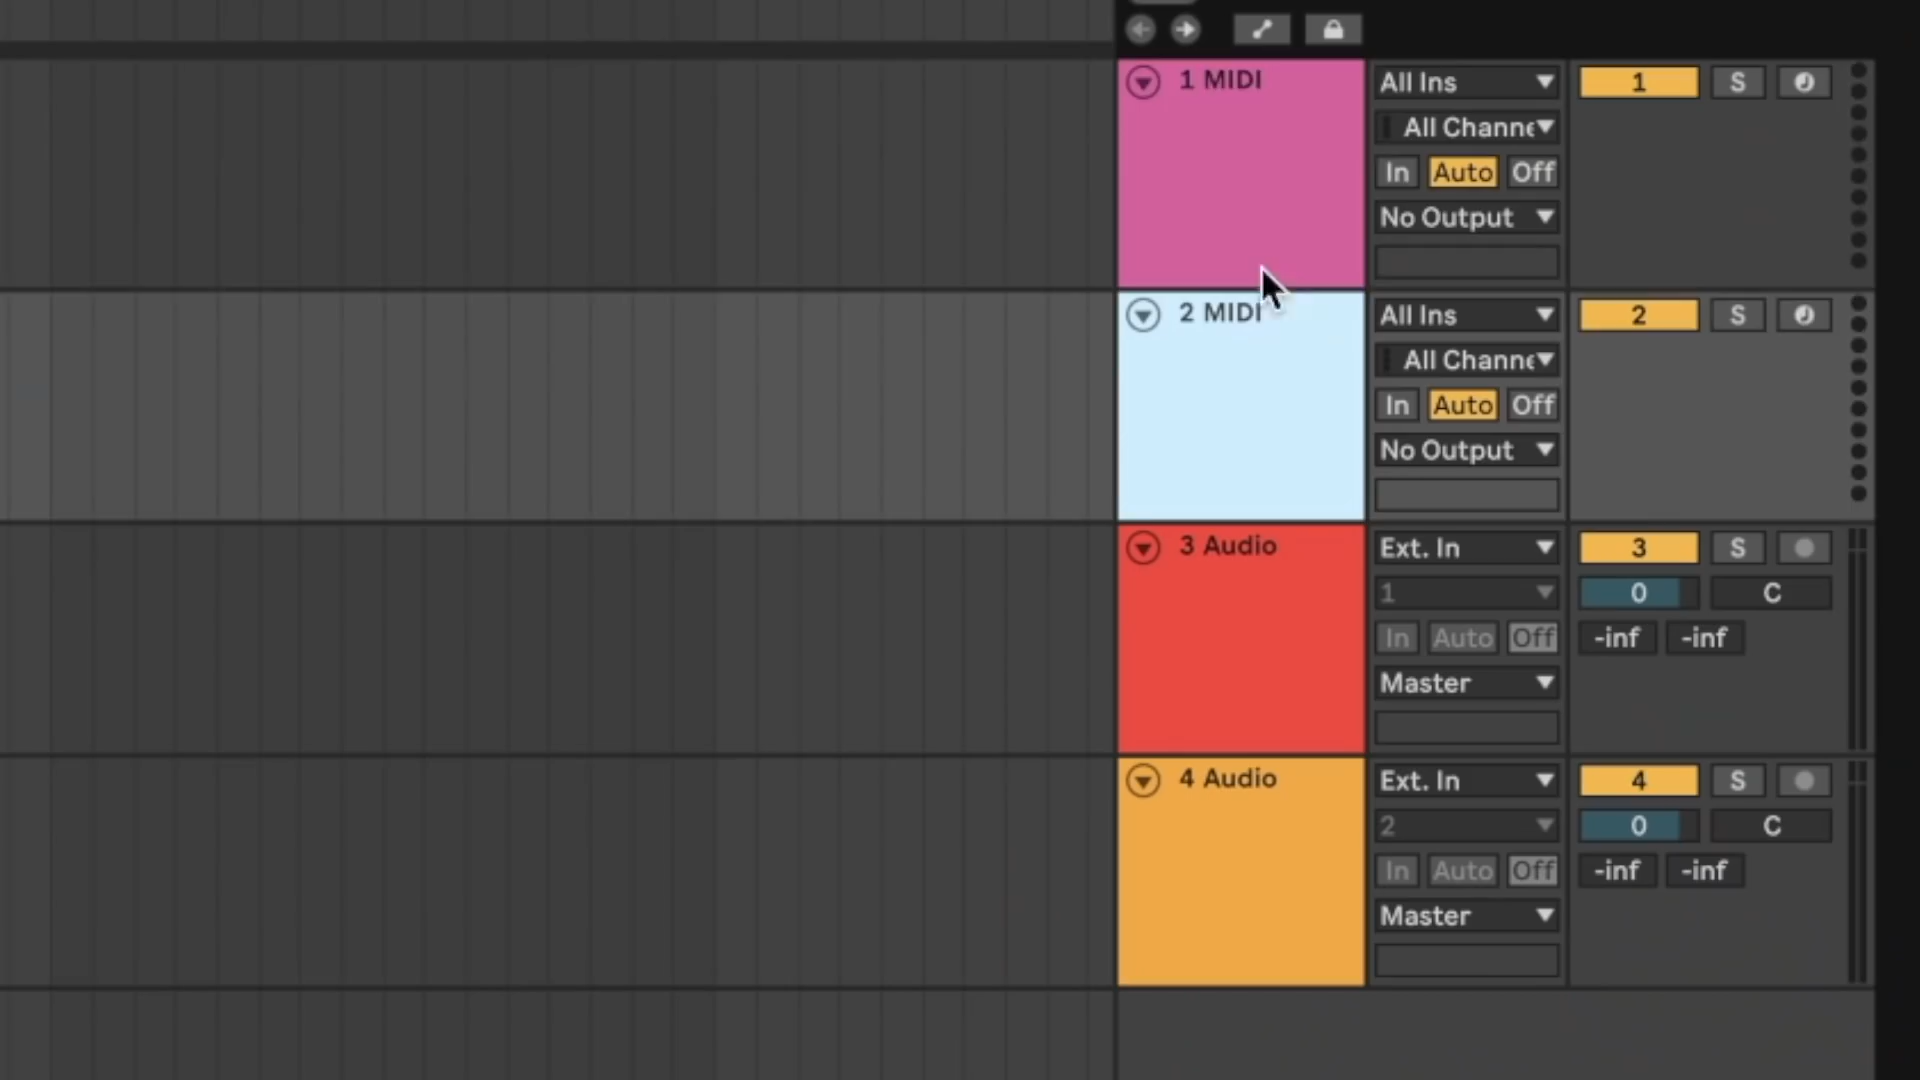 1 MIDI All Ins 1 S
All Channe
In Auto Off
No Output
2 MIDI All Ins 2 S
All Channe
In Auto Off
No Output
3 Audio Ext. In 3 S
1 0 C
In Auto Off -inf -inf
Master
4 Audio Ext. In 4 S
2 0 C
In Auto Off -inf -inf
Master